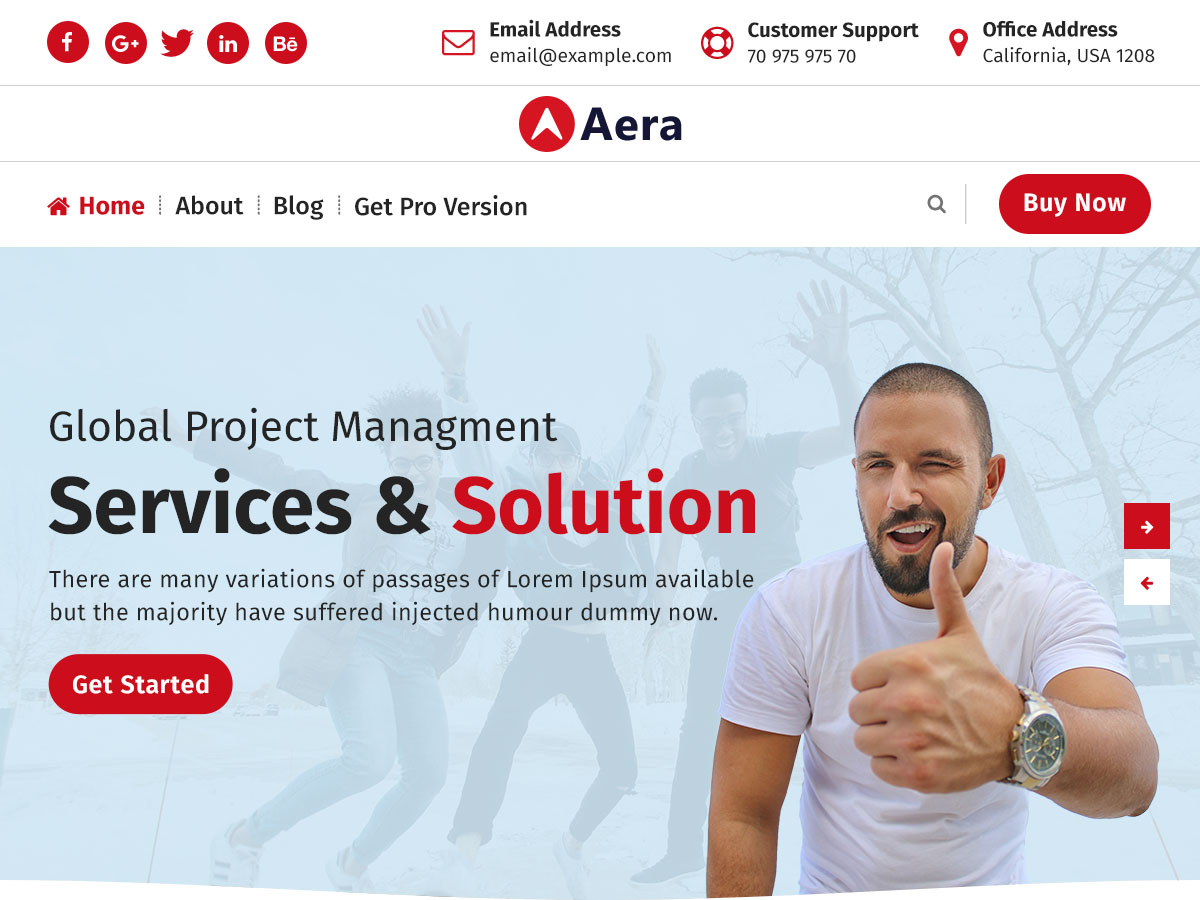 f G+ in Bē
Email Address
email@example.com
Customer Support
70 975 975 70
Office Address
California, USA 1208
Aera
Home About Blog Get Pro Version
Buy Now
Global Project Managment
Services & Solution
There are many variations of passages of Lorem Ipsum available
but the majority have suffered injected humour dummy now.
Get Started